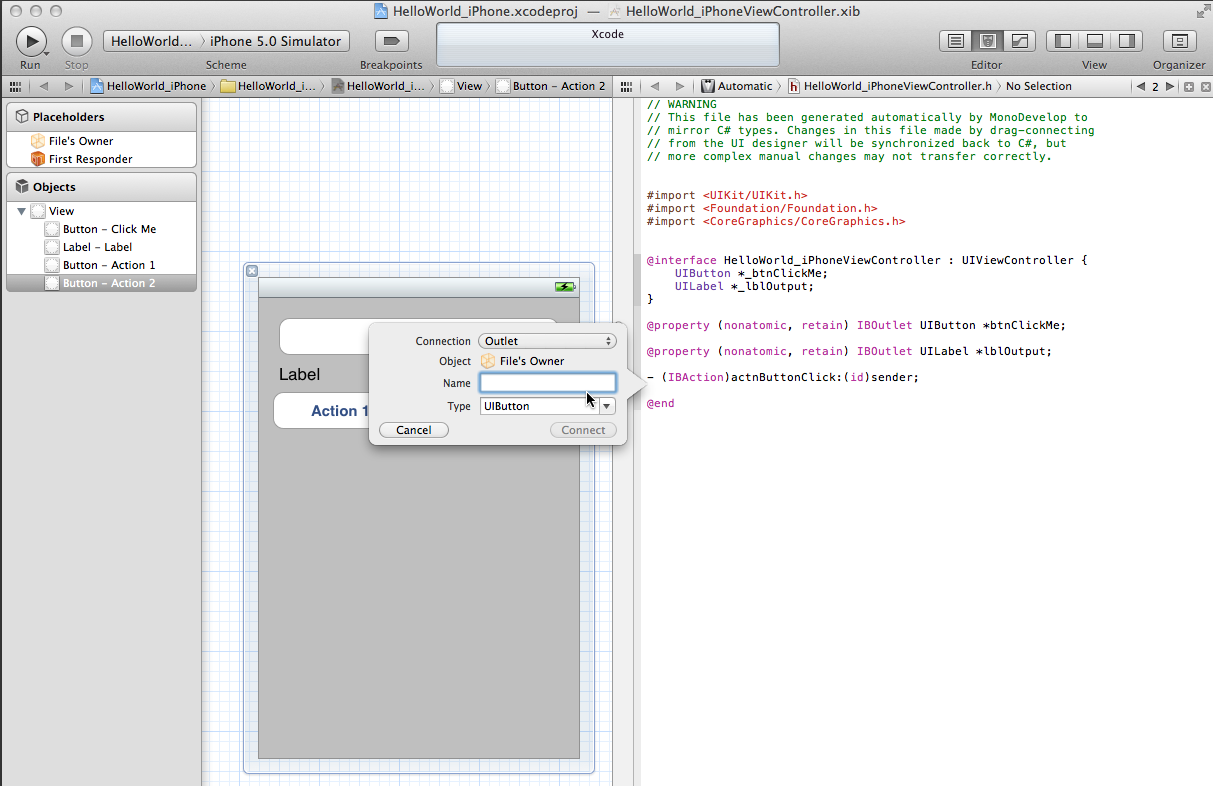 HelloWorld_iPhone.xcodeproj — HelloWorld_iPhoneViewController.xib
HelloWorld... iPhone 5.0 Simulator
Xcode
Run Stop Scheme Breakpoints Editor View Organizer
HelloWorld_iPhone HelloWorld_i... HelloWorld_i... View Button – Action 2
Automatic HelloWorld_iPhoneViewController.h No Selection 2
Placeholders
File's Owner
First Responder
Objects
View
Button – Click Me
Label – Label
Button – Action 1
Button – Action 2
Label
Action 1
Connection Outlet
Object File's Owner
Name
Type UIButton
Cancel Connect
// WARNING
// This file has been generated automatically by MonoDevelop to
// mirror C# types. Changes in this file made by drag-connecting
// from the UI designer will be synchronized back to C#, but
// more complex manual changes may not transfer correctly.
#import <UIKit/UIKit.h>
#import <Foundation/Foundation.h>
#import <CoreGraphics/CoreGraphics.h>
@interface HelloWorld_iPhoneViewController : UIViewController {
UIButton *_btnClickMe;
UILabel *_lblOutput;
}
@property (nonatomic, retain) IBOutlet UIButton *btnClickMe;
@property (nonatomic, retain) IBOutlet UILabel *lblOutput;
- (IBAction)actnButtonClick:(id)sender;
@end